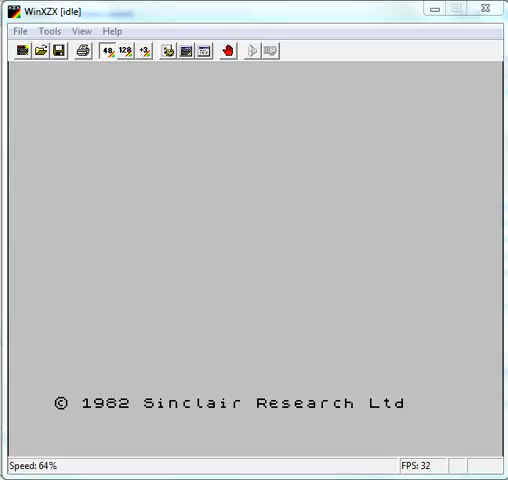 WinXZX [idle]
File Tools View Help
48 128 +3
© 1982 Sinclair Research Ltd
Speed: 64% FPS: 32